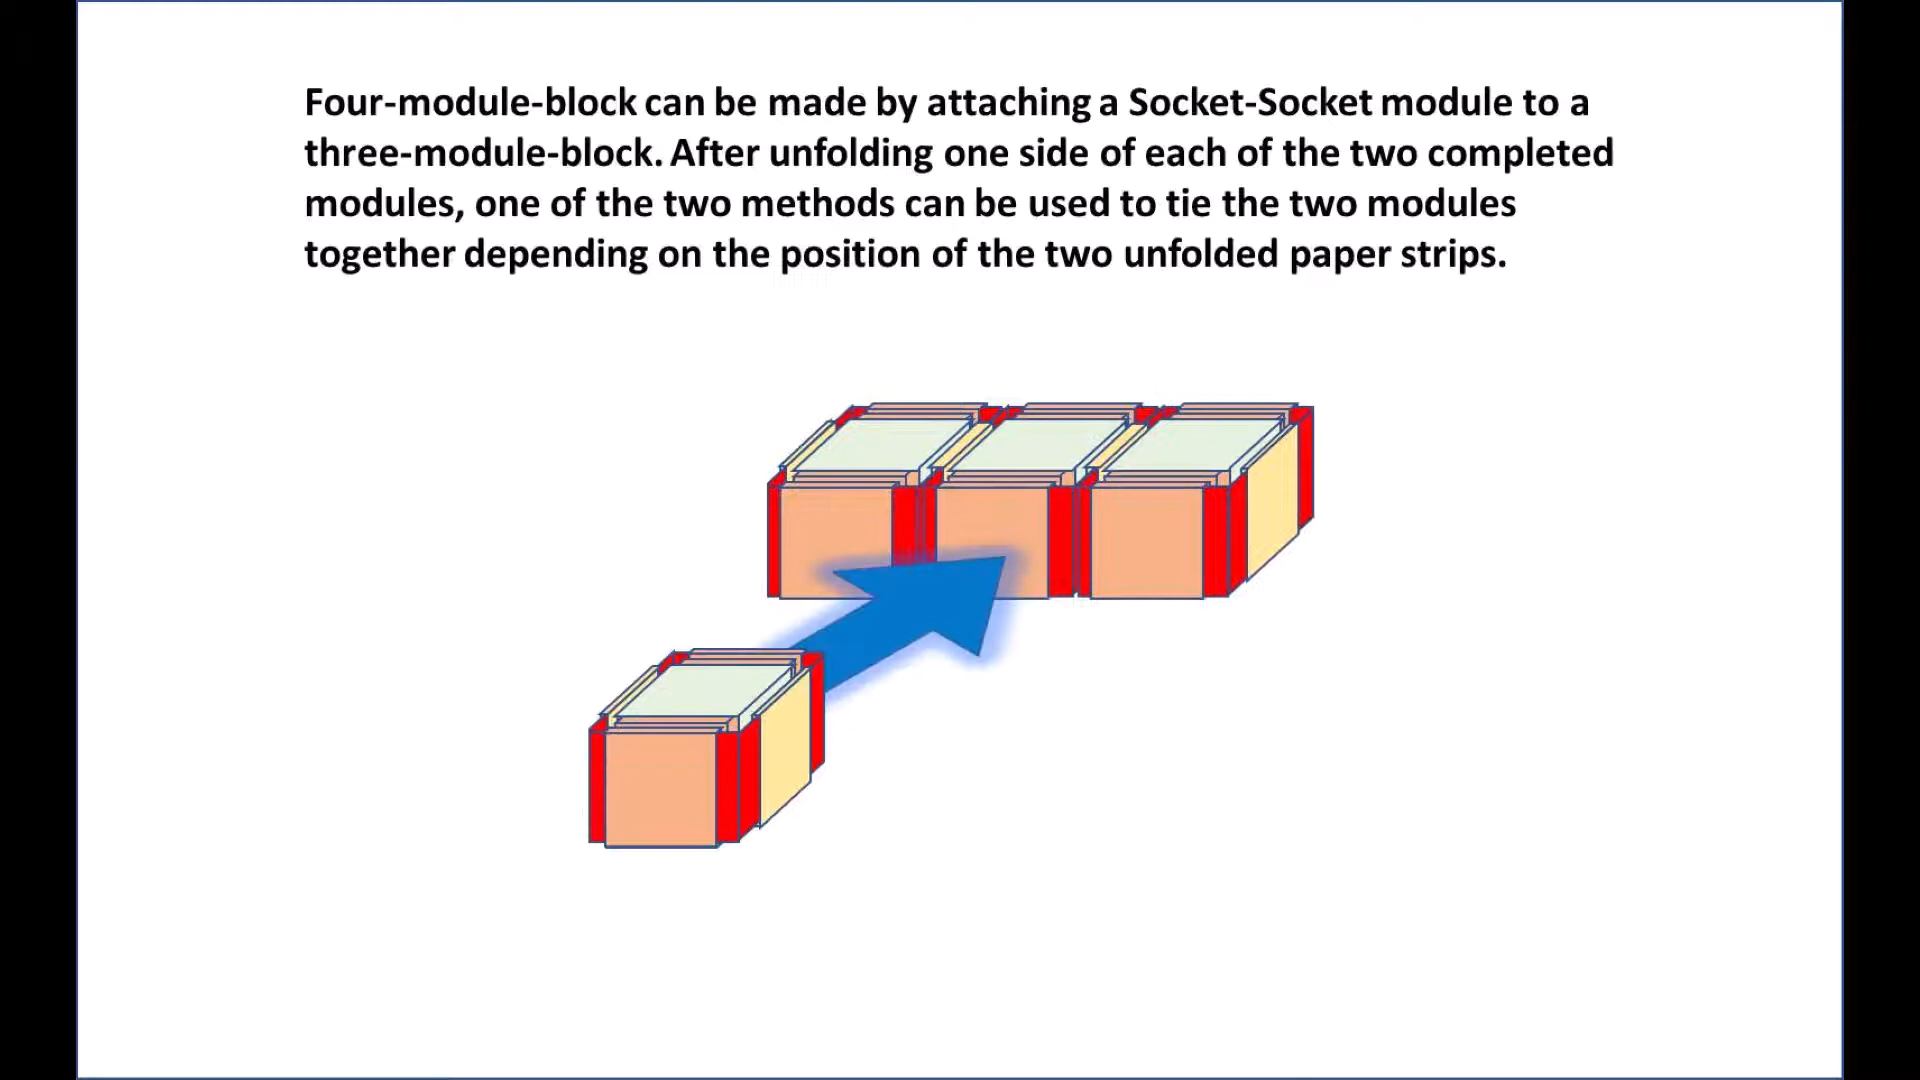 Four-module-block can be made by attaching a Socket-Socket module to a
three-module-block. After unfolding one side of each of the two completed
modules, one of the two methods can be used to tie the two modules
together depending on the position of the two unfolded paper strips.